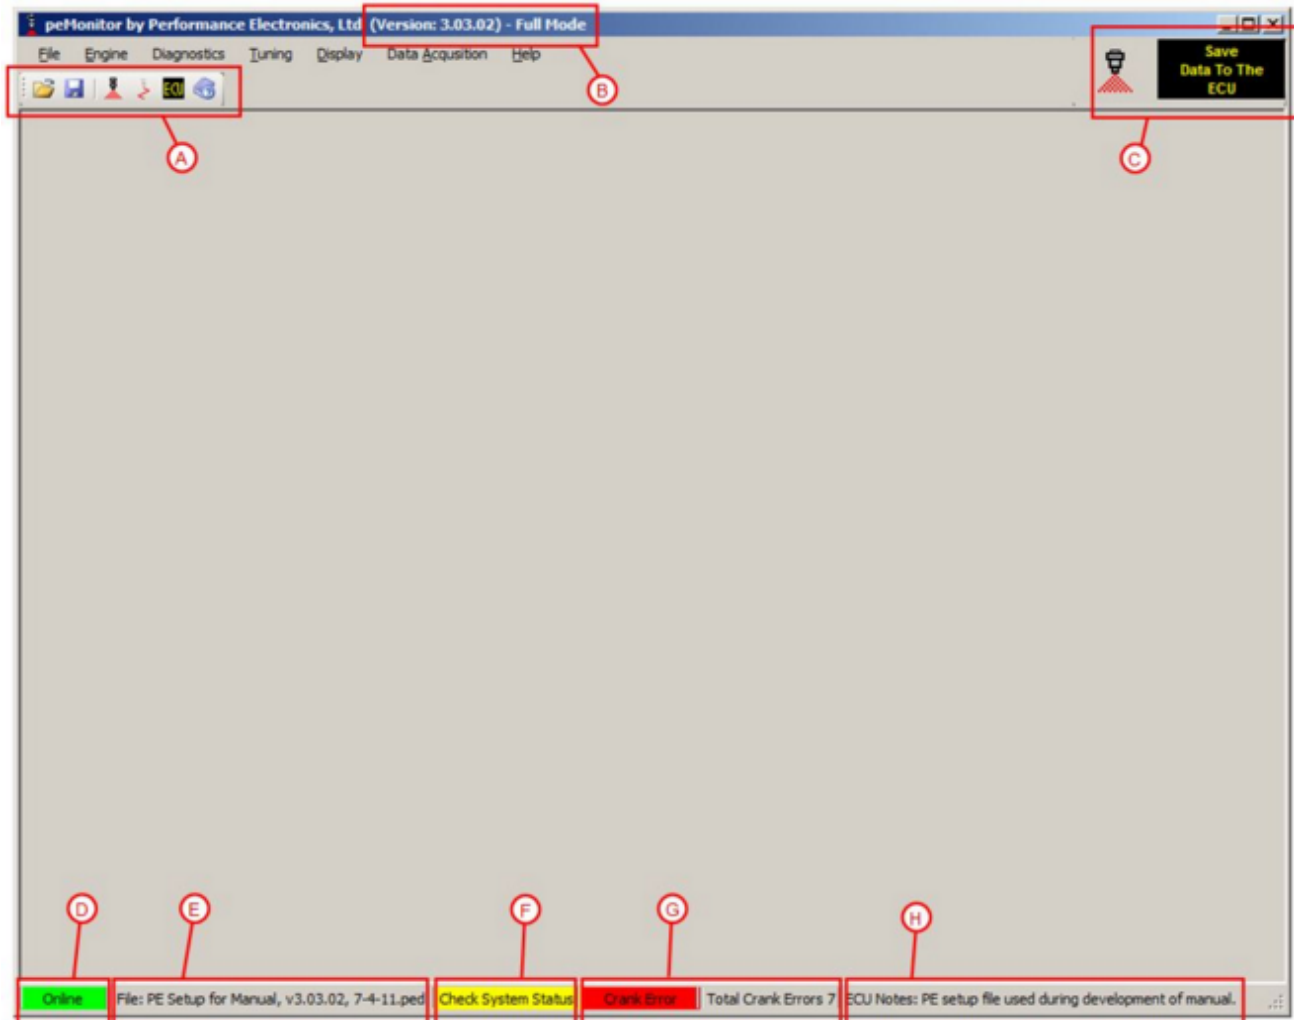 peMonitor by Performance Electronics, Ltd (Version: 3.03.02) - Full Mode
File Engine Diagnostics Tuning Display Data Acqusition Help
Save
Data To The
ECU
ECU
B
A
C
D
E
F
G
H
Online File: PE Setup for Manual, v3.03.02, 7-4-11.ped Check System Status Crank Error Total Crank Errors 7 ECU Notes: PE setup file used during development of manual.